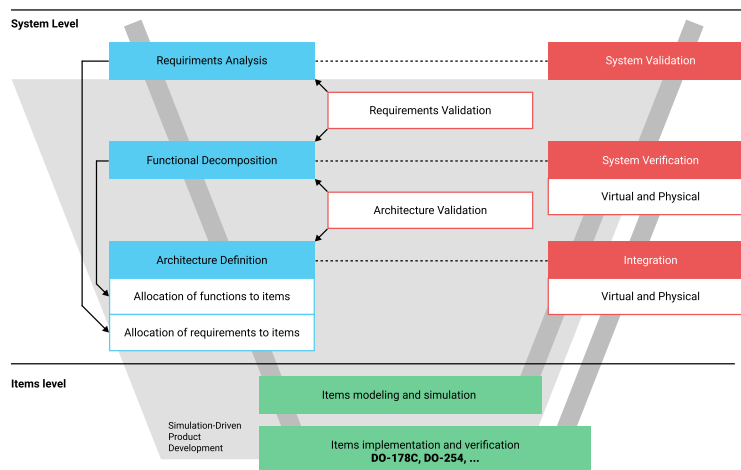 System Level
Requiriments Analysis
System Validation
Requirements Validation
Functional Decomposition
System Verification
Virtual and Physical
Architecture Validation
Architecture Definition
Integration
Allocation of functions to items
Virtual and Physical
Allocation of requirements to items
Items level
Items modeling and simulation
Simulation-Driven
Product
Development
Items implementation and verification
DO-178C, DO-254, ...